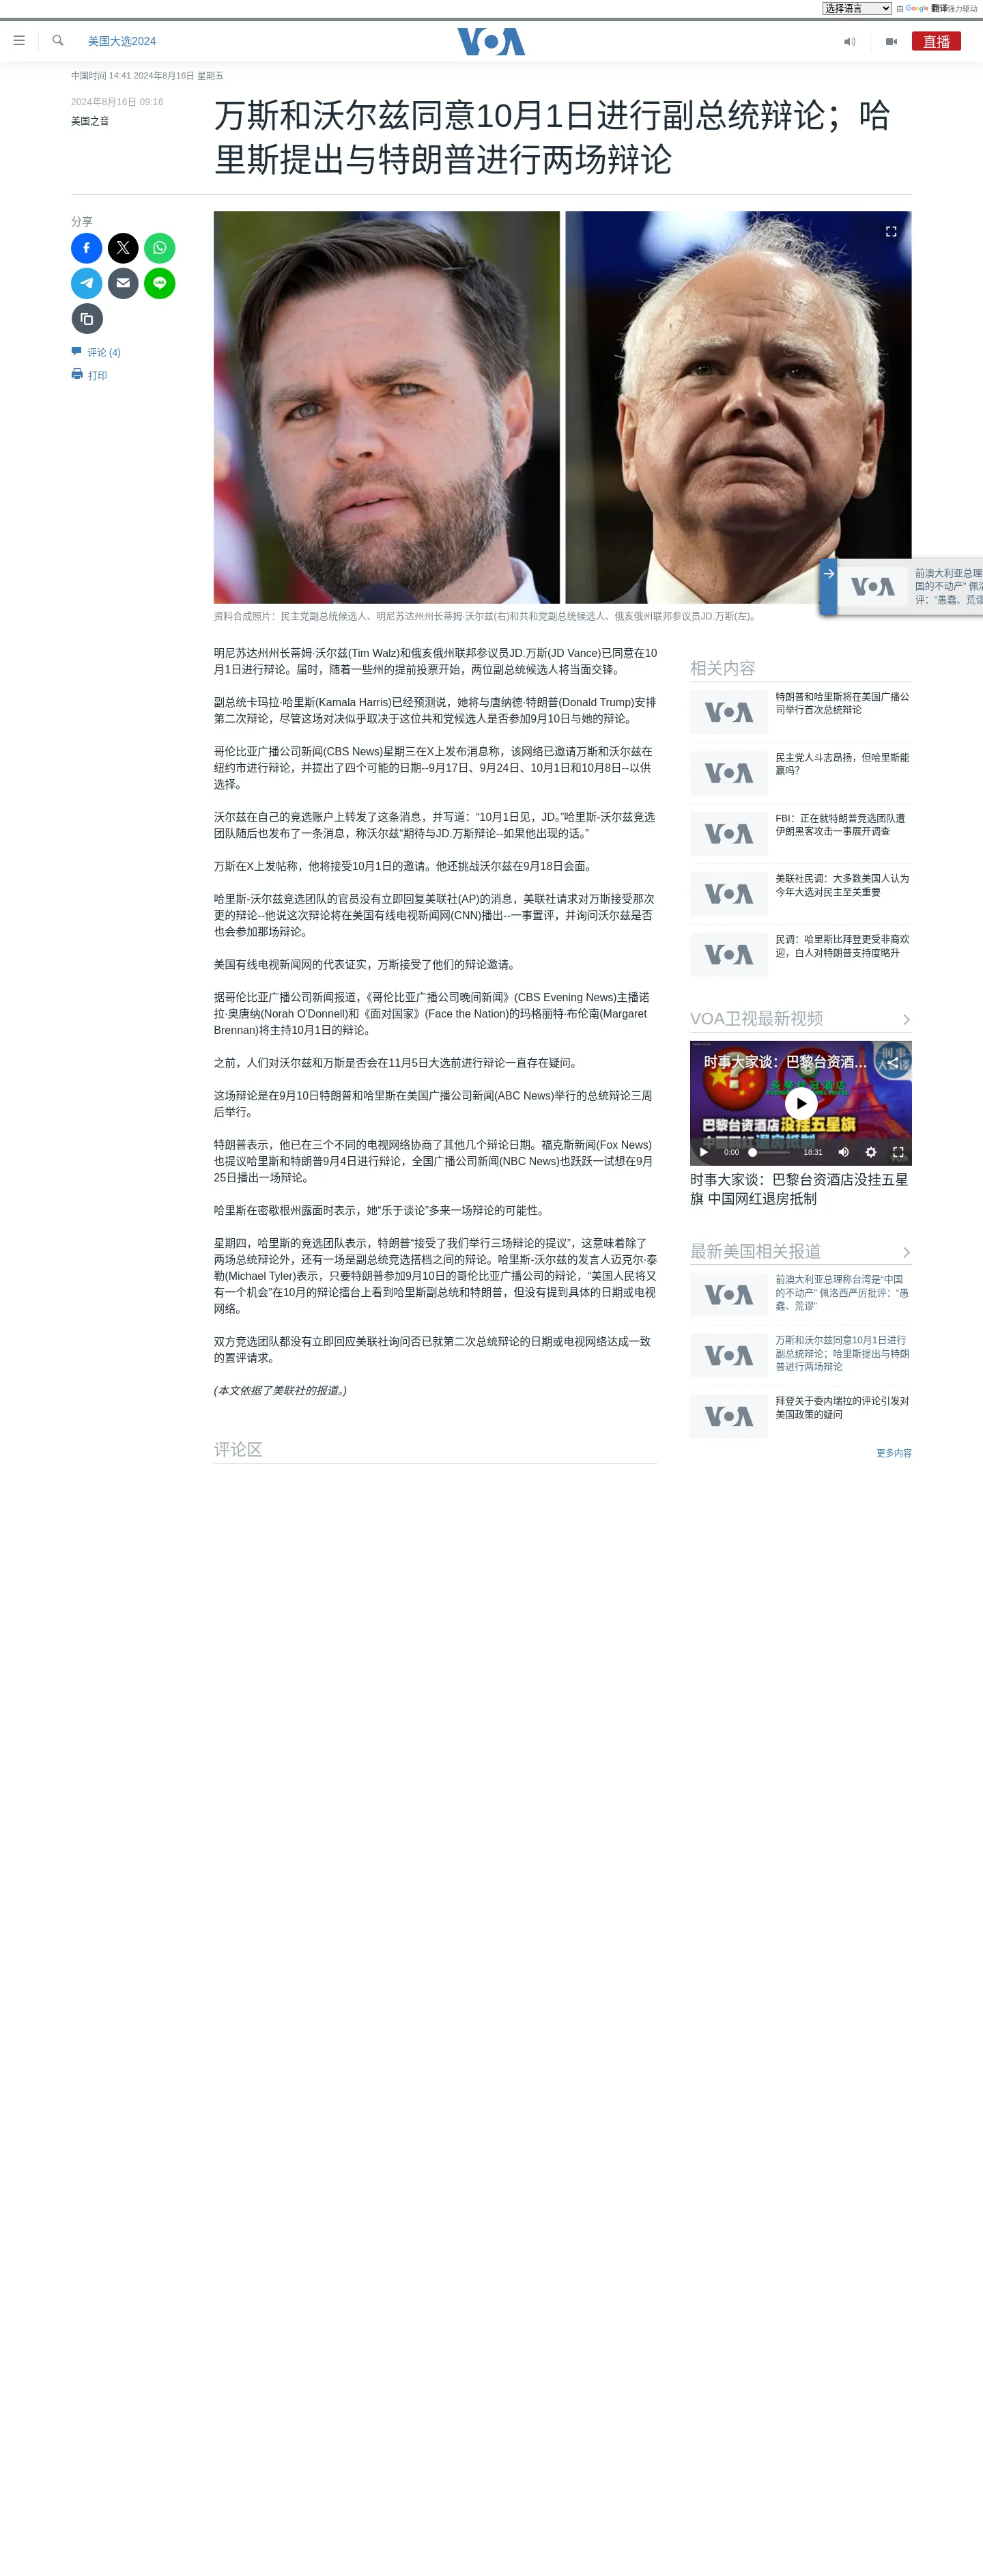 选择语言 由 Google 翻译强力驱动
美国大选2024
VOA
直播
中国时间 14:41 2024年8月16日 星期五
2024年8月16日 09:16
美国之音
万斯和沃尔兹同意10月1日进行副总统辩论；哈
里斯提出与特朗普进行两场辩论
分享
LINE
评论 (4)
打印
VOA
前澳大利亚总理
国的不动产” 佩洛
评：“愚蠢、荒谬
资料合成照片：民主党副总统候选人、明尼苏达州州长蒂姆·沃尔兹(右)和共和党副总统候选人、俄亥俄州联邦参议员JD.万斯(左)。
明尼苏达州州长蒂姆·沃尔兹(Tim Walz)和俄亥俄州联邦参议员JD.万斯(JD Vance)已同意在10
月1日进行辩论。届时，随着一些州的提前投票开始，两位副总统候选人将当面交锋。
副总统卡玛拉·哈里斯(Kamala Harris)已经预测说，她将与唐纳德·特朗普(Donald Trump)安排
第二次辩论，尽管这场对决似乎取决于这位共和党候选人是否参加9月10日与她的辩论。
哥伦比亚广播公司新闻(CBS News)星期三在X上发布消息称，该网络已邀请万斯和沃尔兹在
纽约市进行辩论，并提出了四个可能的日期--9月17日、9月24日、10月1日和10月8日--以供
选择。
沃尔兹在自己的竞选账户上转发了这条消息，并写道：“10月1日见，JD。”哈里斯-沃尔兹竞选
团队随后也发布了一条消息，称沃尔兹“期待与JD.万斯辩论--如果他出现的话。”
万斯在X上发帖称，他将接受10月1日的邀请。他还挑战沃尔兹在9月18日会面。
哈里斯-沃尔兹竞选团队的官员没有立即回复美联社(AP)的消息，美联社请求对万斯接受那次
更的辩论--他说这次辩论将在美国有线电视新闻网(CNN)播出--一事置评，并询问沃尔兹是否
也会参加那场辩论。
美国有线电视新闻网的代表证实，万斯接受了他们的辩论邀请。
据哥伦比亚广播公司新闻报道，《哥伦比亚广播公司晚间新闻》(CBS Evening News)主播诺
拉·奥唐纳(Norah O'Donnell)和《面对国家》(Face the Nation)的玛格丽特·布伦南(Margaret
Brennan)将主持10月1日的辩论。
之前，人们对沃尔兹和万斯是否会在11月5日大选前进行辩论一直存在疑问。
这场辩论是在9月10日特朗普和哈里斯在美国广播公司新闻(ABC News)举行的总统辩论三周
后举行。
特朗普表示，他已在三个不同的电视网络协商了其他几个辩论日期。福克斯新闻(Fox News)
也提议哈里斯和特朗普9月4日进行辩论，全国广播公司新闻(NBC News)也跃跃一试想在9月
25日播出一场辩论。
哈里斯在密歇根州露面时表示，她“乐于谈论”多来一场辩论的可能性。
星期四，哈里斯的竞选团队表示，特朗普“接受了我们举行三场辩论的提议”，这意味着除了
两场总统辩论外，还有一场是副总统竞选搭档之间的辩论。哈里斯-沃尔兹的发言人迈克尔·泰
勒(Michael Tyler)表示，只要特朗普参加9月10日的哥伦比亚广播公司的辩论，“美国人民将又
有一个机会”在10月的辩论擂台上看到哈里斯副总统和特朗普，但没有提到具体的日期或电视
网络。
双方竞选团队都没有立即回应美联社询问否已就第二次总统辩论的日期或电视网络达成一致
的置评请求。
(本文依据了美联社的报道。)
评论区
相关内容
VOA
特朗普和哈里斯将在美国广播公
司举行首次总统辩论
VOA
民主党人斗志昂扬，但哈里斯能
赢吗？
VOA
FBI：正在就特朗普竞选团队遭
伊朗黑客攻击一事展开调查
VOA
美联社民调：大多数美国人认为
今年大选对民主至关重要
VOA
民调：哈里斯比拜登更受非裔欢
迎，白人对特朗普支持度略升
VOA卫视最新视频
时事大家谈：巴黎台资酒...
巴黎台资酒店没挂五星旗
中国网红退房抵制
0:00 18:31
时事大家谈：巴黎台资酒店没挂五星
旗 中国网红退房抵制
最新美国相关报道
VOA
前澳大利亚总理称台湾是“中国
的不动产” 佩洛西严厉批评：“愚
蠢、荒谬”
VOA
万斯和沃尔兹同意10月1日进行
副总统辩论；哈里斯提出与特朗
普进行两场辩论
VOA
拜登关于委内瑞拉的评论引发对
美国政策的疑问
更多内容